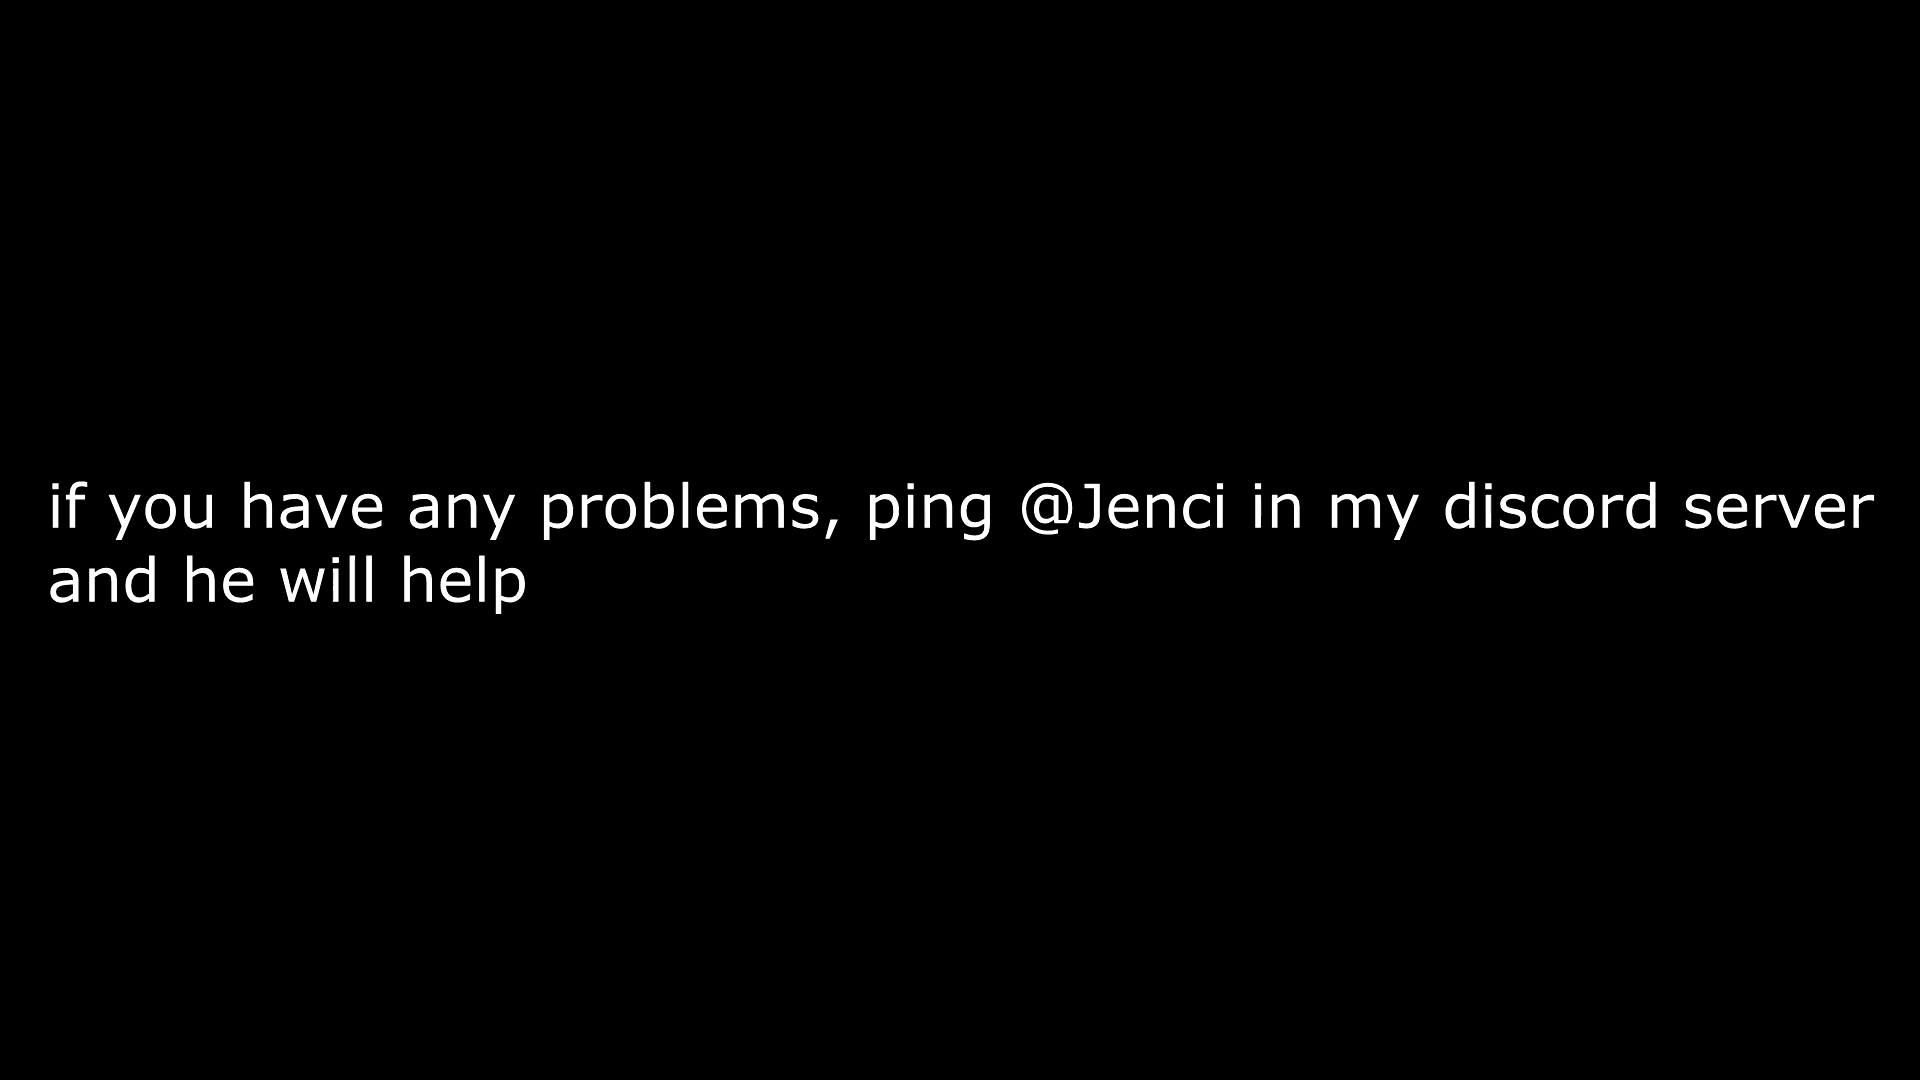 if you have any problems, ping @Jenci in my discord server
and he will help